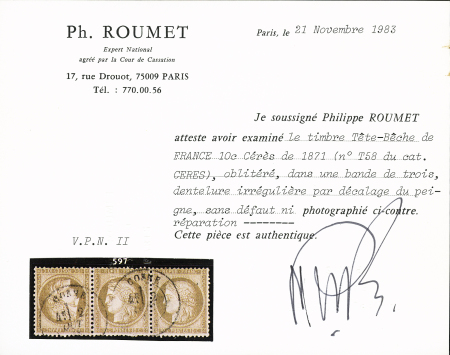 Ph. ROUMET
Expert National
agréé par la Cour de Cassation
17, rue Drouot, 75009 PARIS
Tél. : 770.00.56
Paris, le 21 Novembre 1983
Je soussigné Philippe ROUMET
atteste avoir examiné le timbre Tête-Bêche de
FRANCE 10c Cérès de 1871 (n° T58 du cat.
CERES), oblitéré, dans une bande de trois,
dentelure irrégulière par décalage du pei-
gne, sans défaut ni photographié ci-contre.
réparation --------
Cette pièce est authentique.
V.P.N. II
597